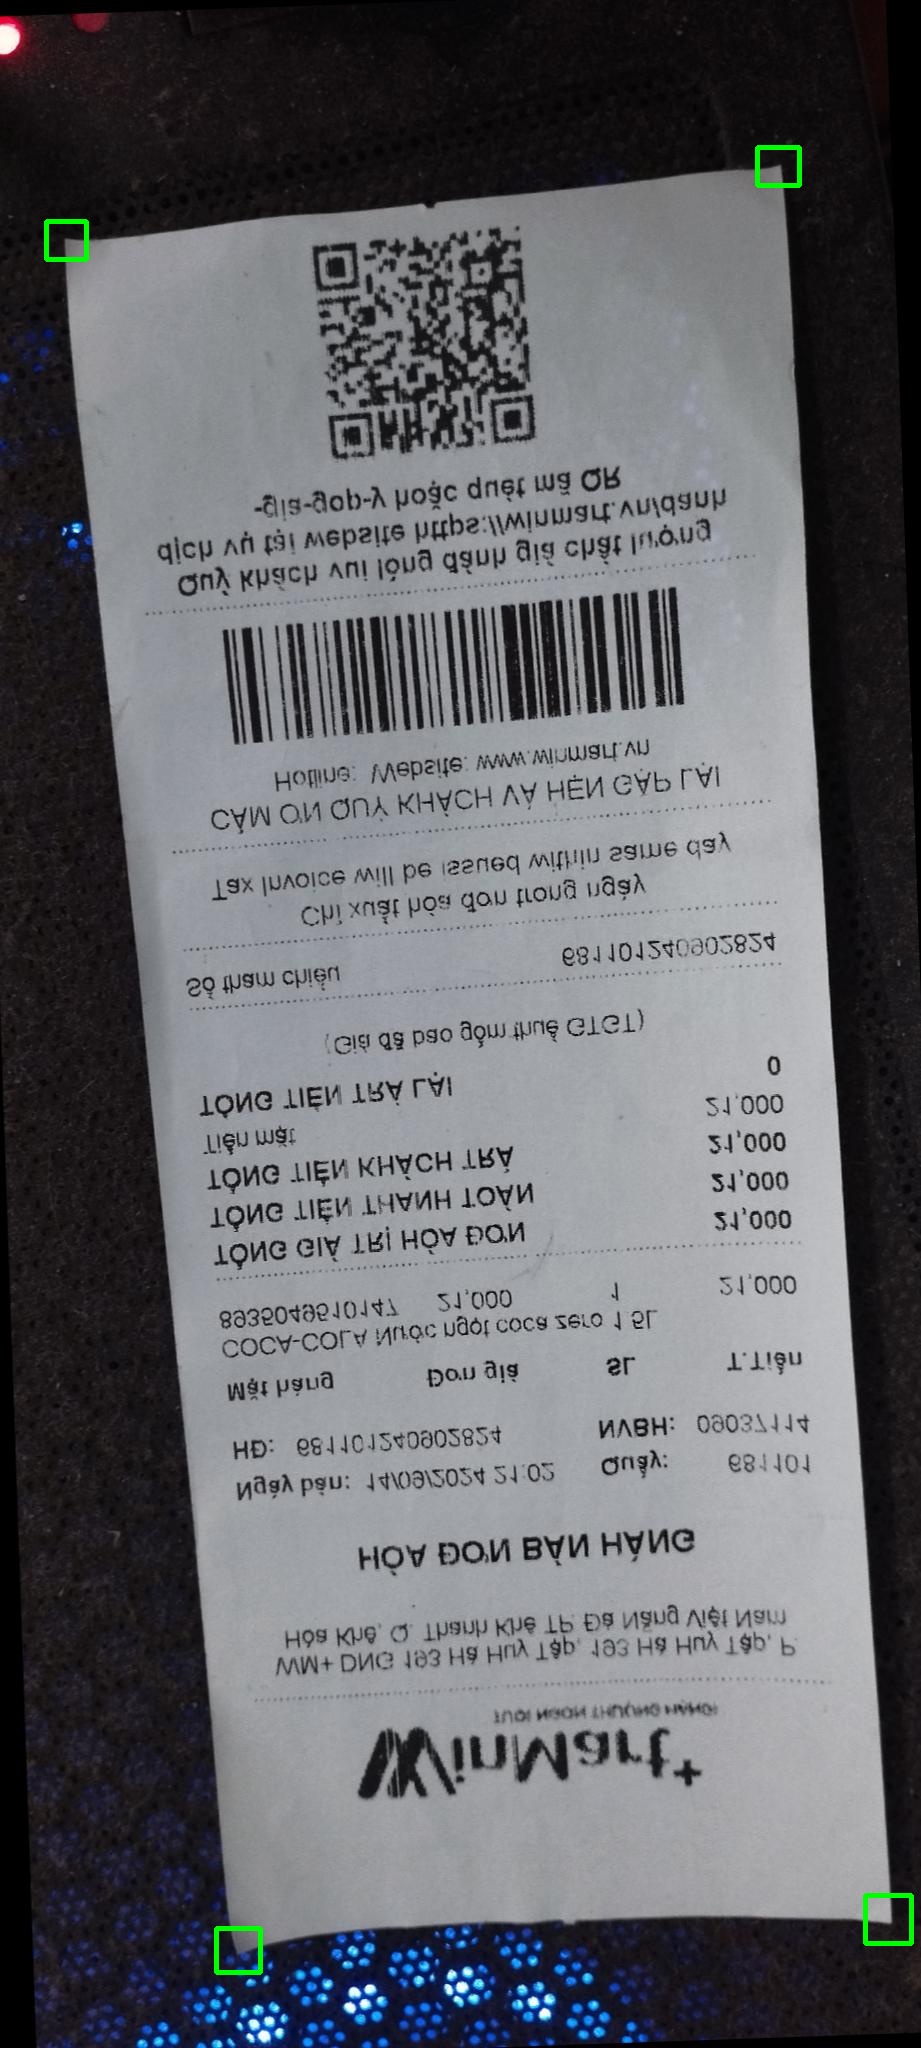 WinMart+
TƯƠI NGON THƯỢNG HẠNG!
WM+ DNG 193 Hà Huy Tập, 193 Hà Huy Tập, P.
Hòa Khê, Q. Thanh Khê TP. Đà Nẵng Việt Nam
HÓA ĐƠN BÁN HÀNG
Ngày bán: 14/09/2024 21:02 Quầy: 681101
HĐ: 681101240902824 NVBH: 09037114
Mặt hàng Đơn giá SL T.Tiền
COCA-COLA Nước ngọt coca zero 1.5L
8935049510147 21,000 1 21,000
TỔNG GIÁ TRỊ HÓA ĐƠN 21,000
TỔNG TIỀN THANH TOÁN 21,000
TỔNG TIỀN KHÁCH TRẢ 21,000
Tiền mặt 21,000
TỔNG TIỀN TRẢ LẠI 0
(Giá đã bao gồm thuế GTGT)
Số tham chiếu 681101240902824
Chỉ xuất hóa đơn trong ngày
Tax Invoice will be issued within same day
CẢM ƠN QUÝ KHÁCH VÀ HẸN GẶP LẠI
Hotline: Website: www.winmart.vn
Quý khách vui lòng đánh giá chất lượng
dịch vụ tại website https://winmart.vn/danh
-gia-gop-y hoặc quét mã QR